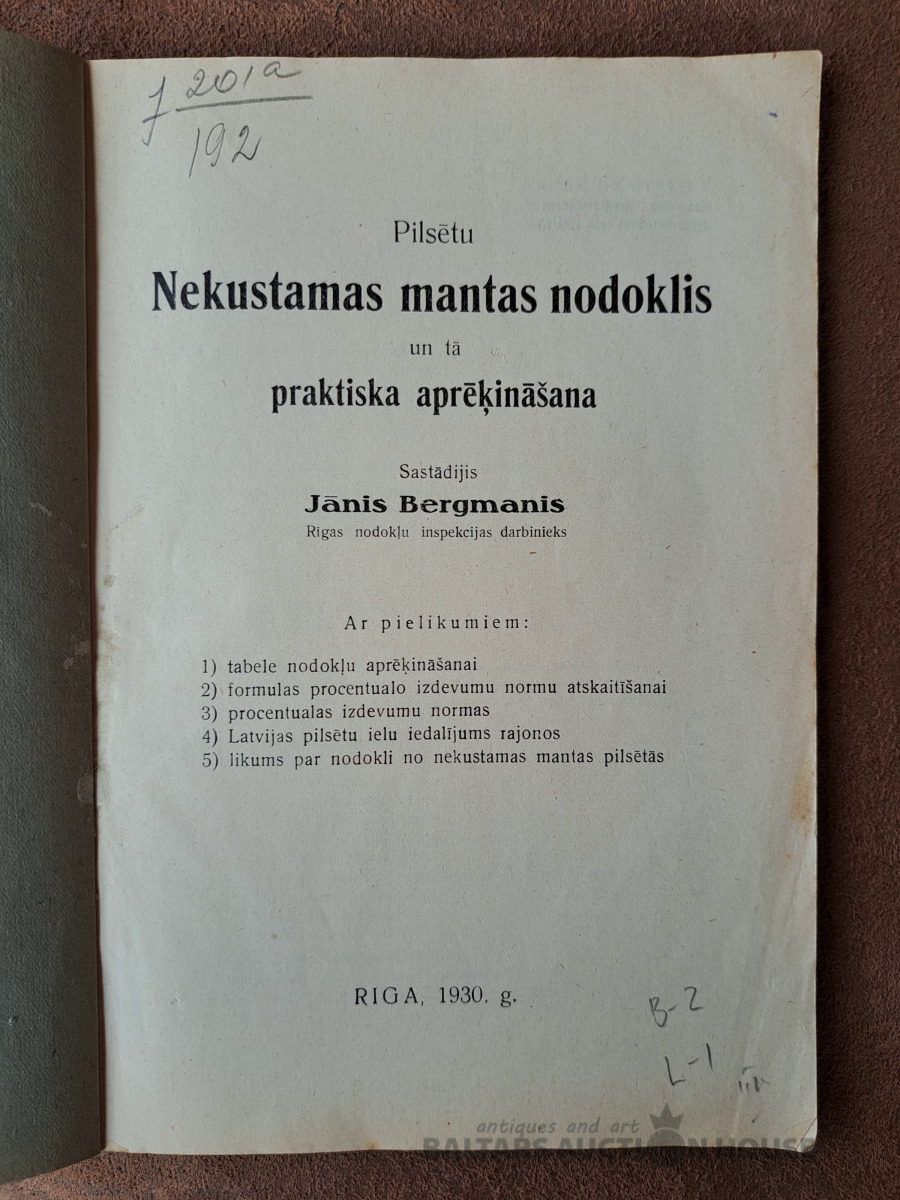 f 201a
192
Pilsētu
Nekustamas mantas nodoklis
un tā
praktiska aprēķināšana
Sastādijis
Jānis Bergmanis
Rīgas nodokļu inspekcijas darbinieks
Ar pielikumiem:
1) tabele nodokļu aprēķināšanai
2) formulas procentualo izdevumu normu atskaitīšanai
3) procentualas izdevumu normas
4) Latvijas pilsētu ielu iedalījums rajonos
5) likums par nodokli no nekustamas mantas pilsētās
RIGA, 1930. g.
B-2
L-1
antiques and art
BALTARS AUCTION HOUSE